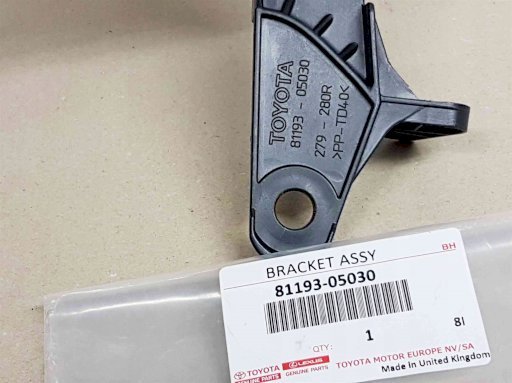 TOYOTA
81193 - 05030
279 - 280R
>PP-TD40<
BRACKET ASSY
BH
81193-05030
QTY:
1
8I
TOYOTA
GENUINE PARTS
LEXUS
GENUINE PARTS
TOYOTA MOTOR EUROPE NV/SA
Made in United Kingdom